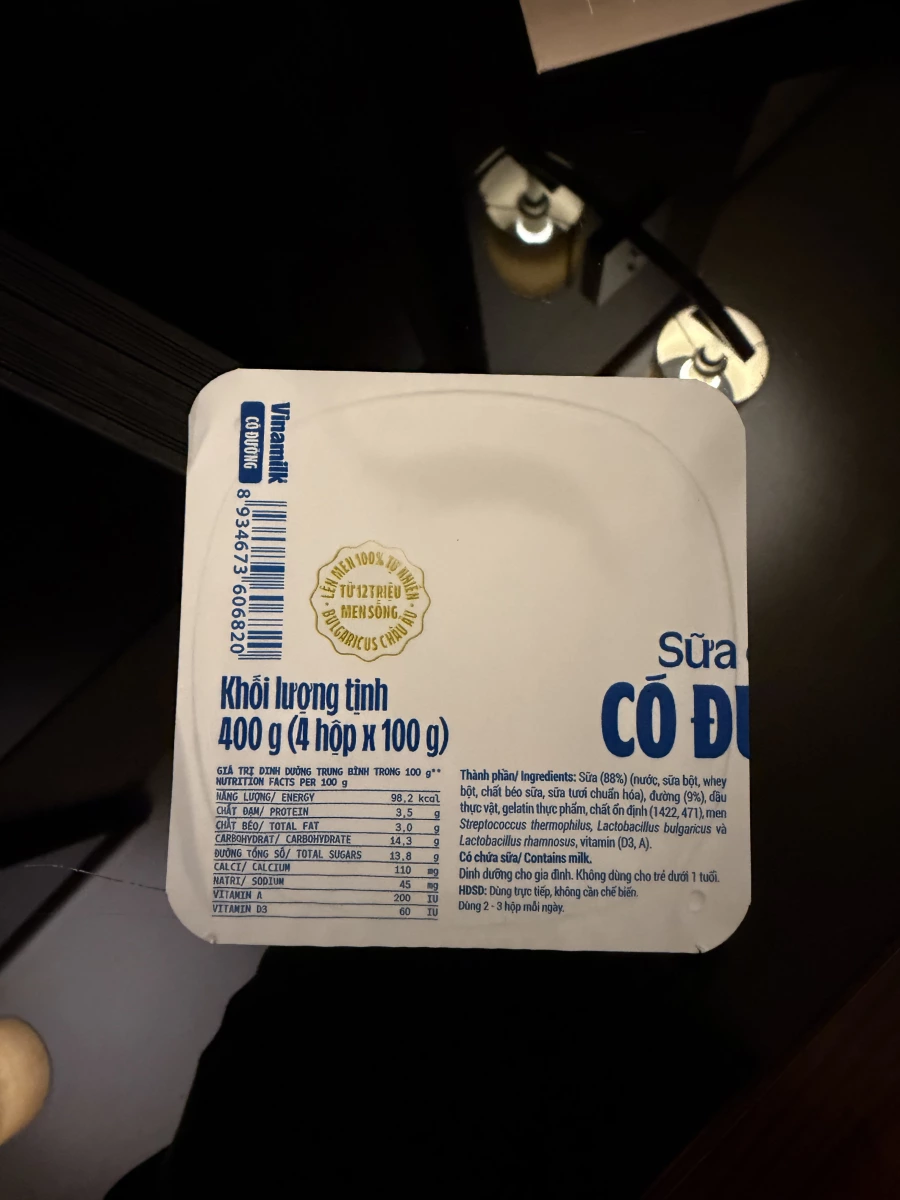 Vinamilk
CÓ ĐƯỜNG
8 934673 606820
LÊN MEN 100% TỰ NHIÊN
TỪ 12 TRIỆU
MEN SỐNG
BULGARICUS CHÂU ÂU
Sữa
CÓ ĐƯ
Khối lượng tịnh
400 g (4 hộp x 100 g)
GIÁ TRỊ DINH DƯỠNG TRUNG BÌNH TRONG 100 g**
NUTRITION FACTS PER 100 g
NĂNG LƯỢNG/ ENERGY 98,2 kcal
CHẤT ĐẠM/ PROTEIN 3,5 g
CHẤT BÉO/ TOTAL FAT 3,0 g
CARBOHYDRAT/ CARBOHYDRATE 14,3 g
ĐƯỜNG TỔNG SỐ/ TOTAL SUGARS 13,8 g
CALCI/ CALCIUM 110 mg
NATRI/ SODIUM 45 mg
VITAMIN A 200 IU
VITAMIN D3 60 IU
Thành phần/ Ingredients: Sữa (88%) (nước, sữa bột, whey
bột, chất béo sữa, sữa tươi chuẩn hóa), đường (9%), dầu
thực vật, gelatin thực phẩm, chất ổn định (1422, 471), men
Streptococcus thermophilus, Lactobacillus bulgaricus và
Lactobacillus rhamnosus, vitamin (D3, A).
Có chứa sữa/ Contains milk.
Dinh dưỡng cho gia đình. Không dùng cho trẻ dưới 1 tuổi.
HDSD: Dùng trực tiếp, không cần chế biến.
Dùng 2 - 3 hộp mỗi ngày.